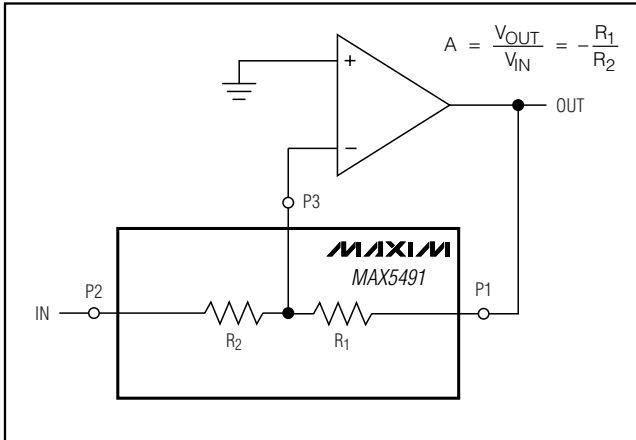 A = V_OUT / V_IN = - R_1 / R_2
+
OUT
−
P3
MAXIM
MAX5491
P2
P1
IN
R_2
R_1